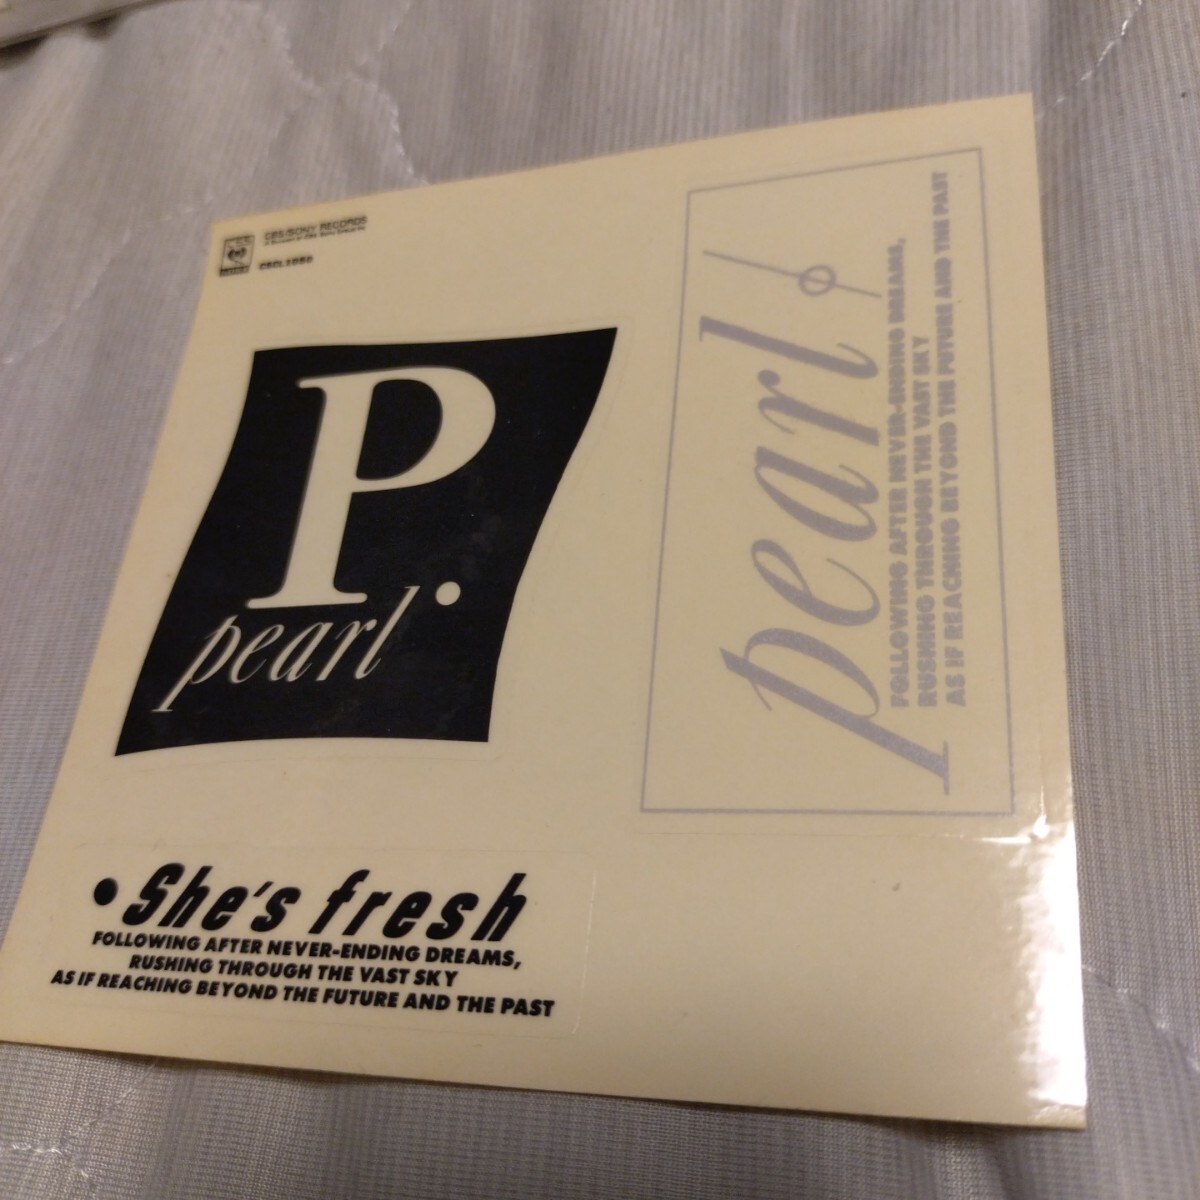 CBS/SONY RECORDS
P.
pearl
She's fresh
FOLLOWING AFTER NEVER-ENDING DREAMS,
RUSHING THROUGH THE VAST SKY
AS IF REACHING BEYOND THE FUTURE AND THE PAST
pearl
FOLLOWING AFTER NEVER-ENDING DREAMS,
RUSHING THROUGH THE VAST SKY
AS IF REACHING BEYOND THE FUTURE AND THE PAST